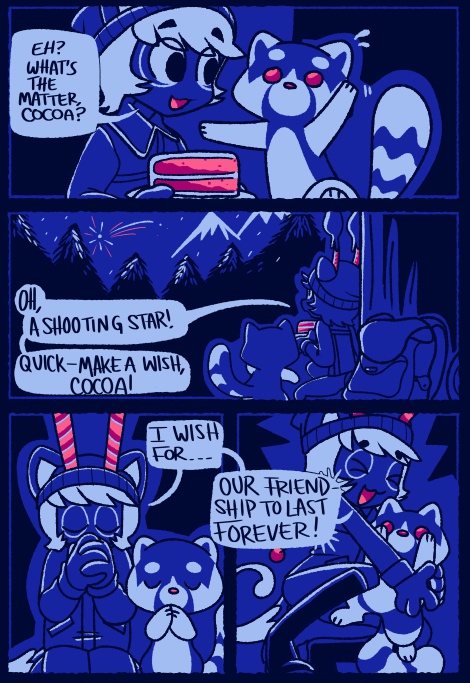 EH?
WHAT'S
THE
MATTER,
COCOA?
OH,
A SHOOTING STAR!
QUICK-MAKE A WISH,
COCOA!
I WISH
FOR...
OUR FRIEND-
SHIP TO LAST
FOREVER!